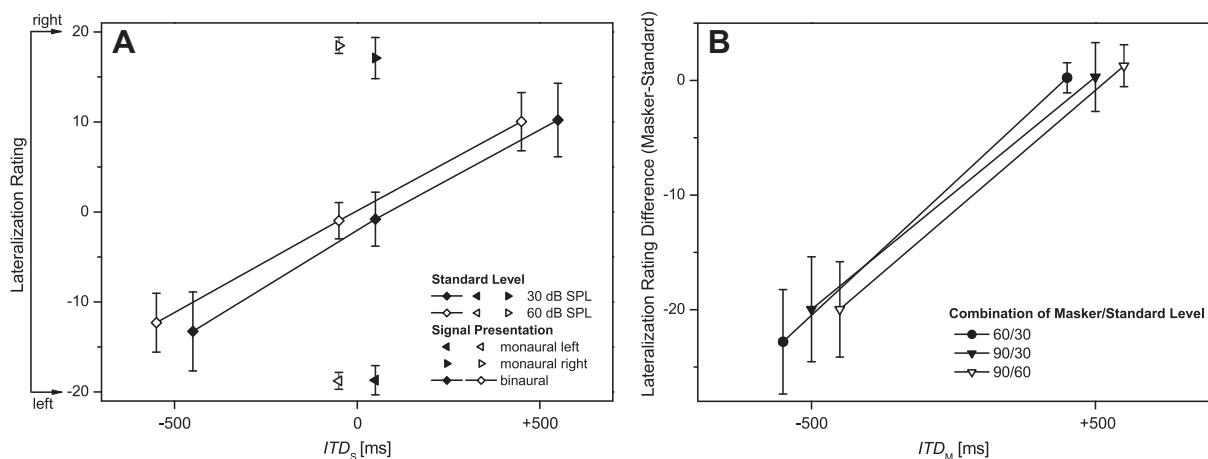 right
A
20
10
0
-10
-20
left
Lateralization Rating
Standard Level
30 dB SPL
60 dB SPL
Signal Presentation
monaural left
monaural right
binaural
-500
0
+500
ITDS [ms]
B
0
-10
-20
Lateralization Rating Difference (Masker-Standard)
Combination of Masker/Standard Level
60/30
90/30
90/60
-500
+500
ITDM [ms]